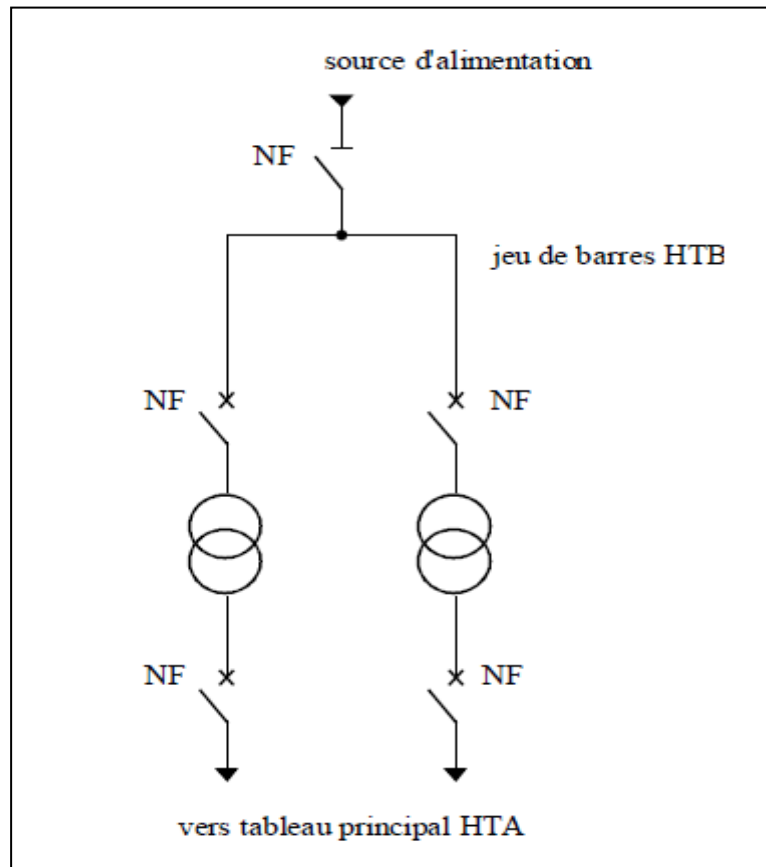 source d'alimentation
NF
jeu de barres HTB
NF
NF
NF
NF
vers tableau principal HTA